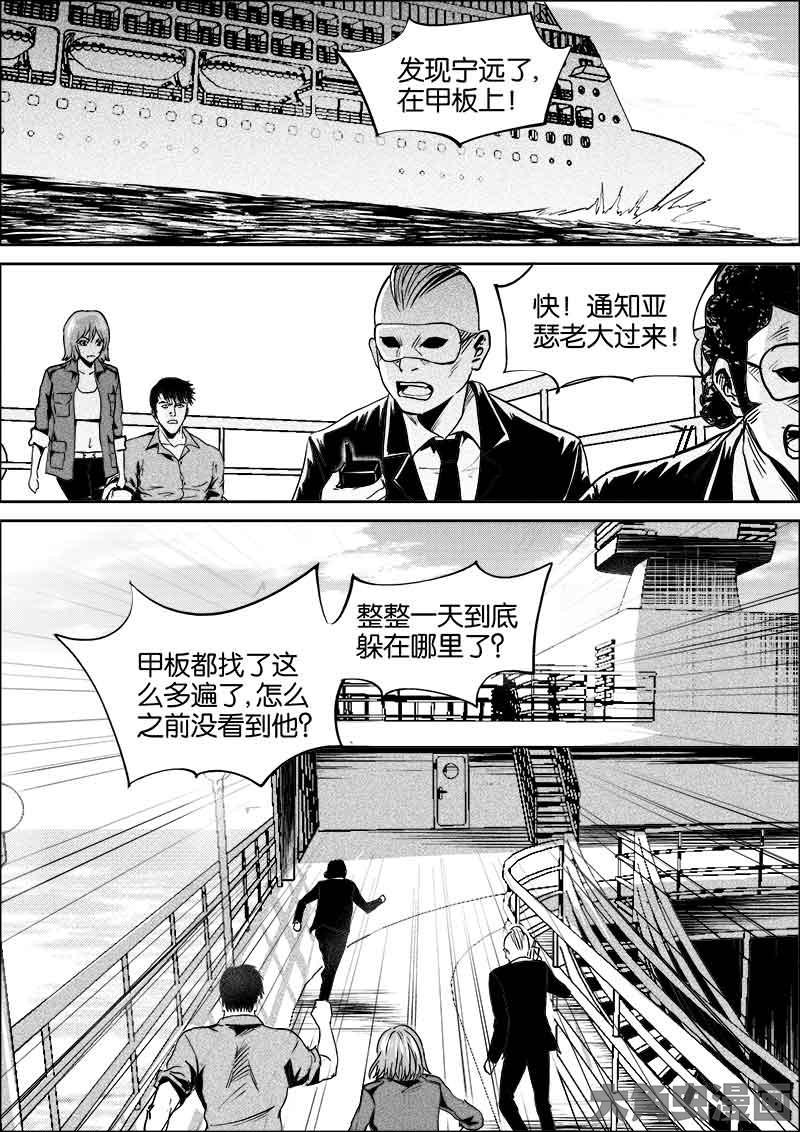 发现宁远了，
在甲板上！
快！通知亚
瑟老大过来！
整整一天到底
躲在哪里了？
甲板都找了这
么多遍了，怎么
之前没看到他？